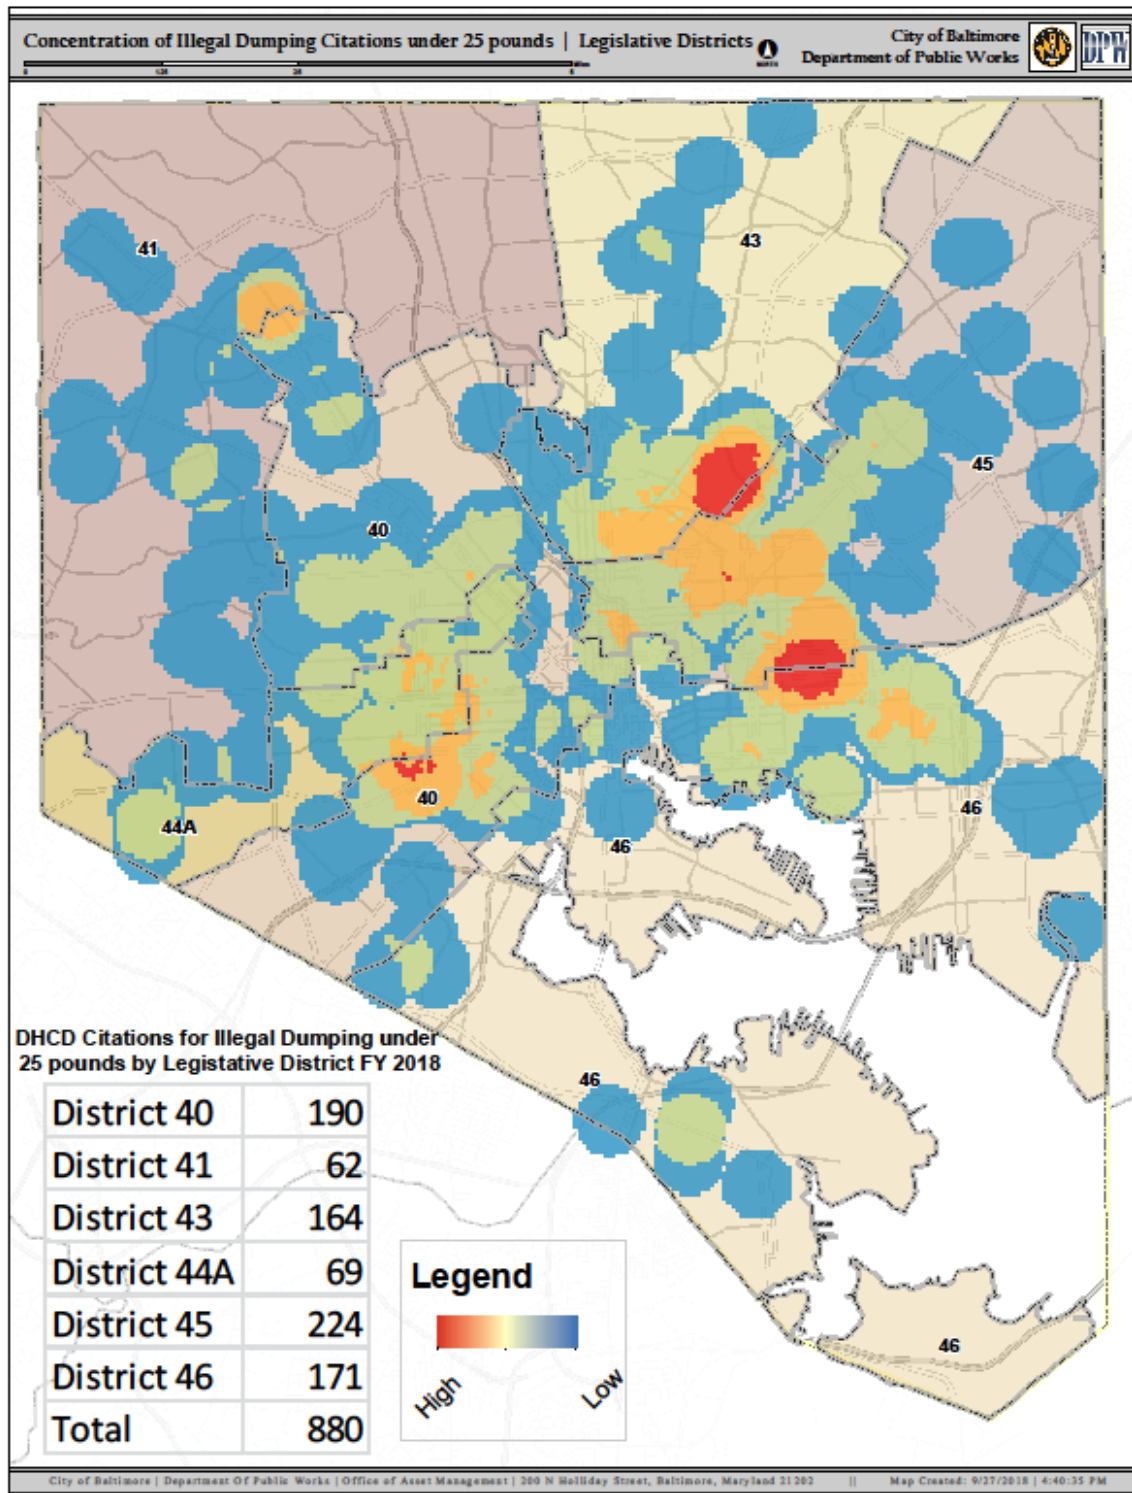 Concentration of Illegal Dumping Citations under 25 pounds | Legislative Districts
City of Baltimore
Department of Public Works
DPW
NORTH
43
41
45
40
40
44A
46
46
DHCD Citations for Illegal Dumping under
25 pounds by Legistative District FY 2018
46
District 40 190
District 41 62
District 43 164
District 44A 69
District 45 224
District 46 171
Total 880
Legend
High Low
46
City of Baltimore | Department Of Public Works | Office of Asset Management | 200 N Holliday Street, Baltimore, Maryland 21202 || Map Created: 9/27/2018 | 4:40:35 PM